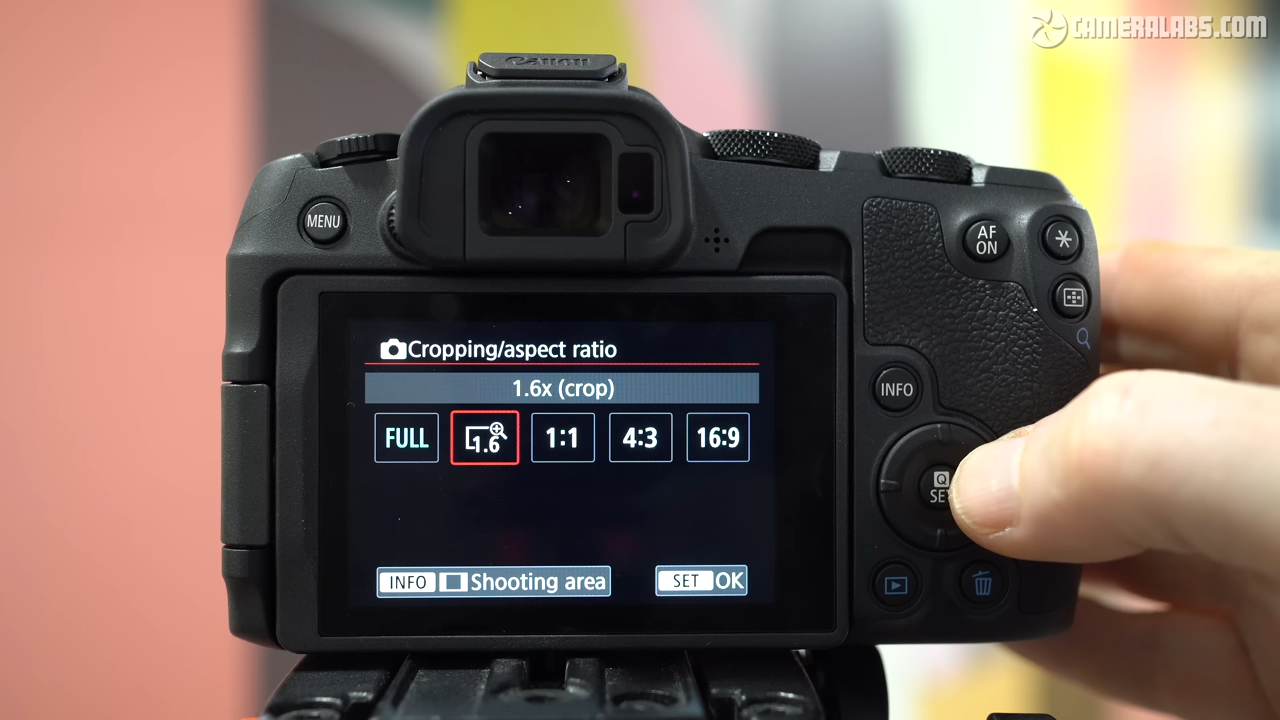 CAMERALABS.COM
Canon
MENU
AF
ON
Cropping/aspect ratio
1.6x (crop)
FULL 1.6 1:1 4:3 16:9
INFO
Q
SET
INFO Shooting area
SET OK